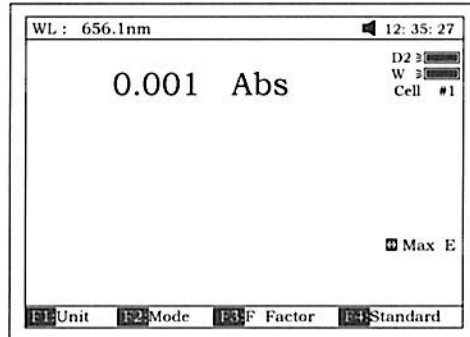 WL: 656.1nm 12: 35: 27
D2
W
0.001 Abs
Cell #1
Max E
F1:Unit F2:Mode F3:F Factor F4:Standard